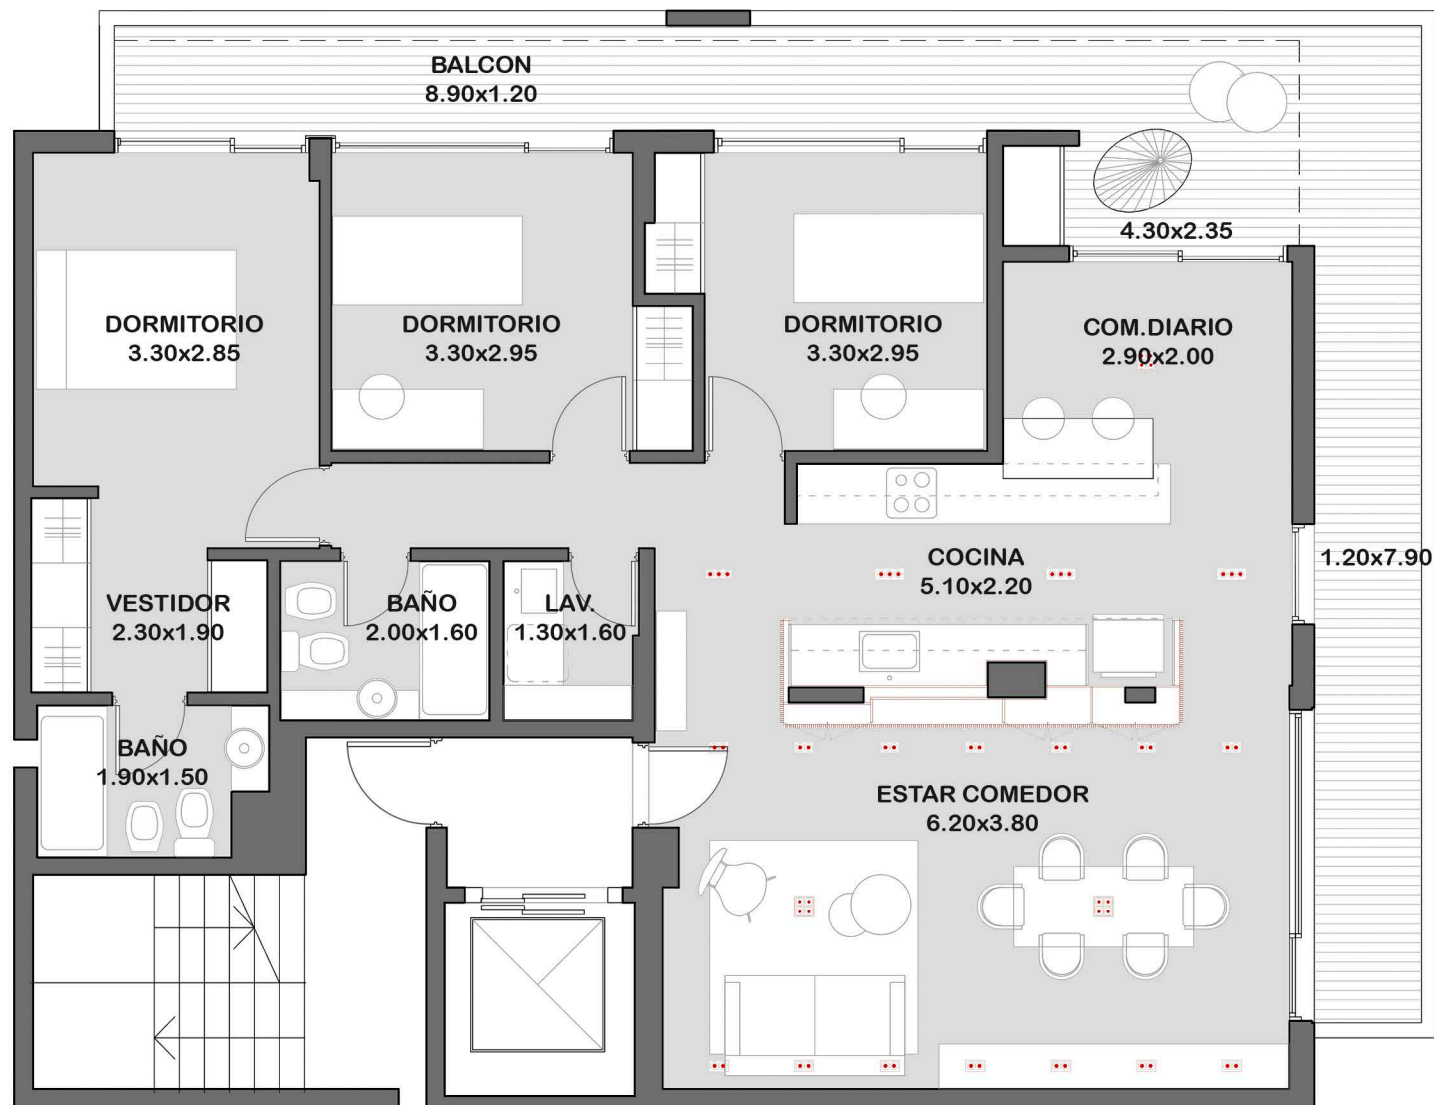 BALCON
8.90x1.20
4.30x2.35
DORMITORIO
3.30x2.85
DORMITORIO
3.30x2.95
DORMITORIO
3.30x2.95
COM.DIARIO
2.90x2.00
COCINA
5.10x2.20
1.20x7.90
VESTIDOR
2.30x1.90
BAÑO
2.00x1.60
LAV.
1.30x1.60
BAÑO
1.90x1.50
ESTAR COMEDOR
6.20x3.80